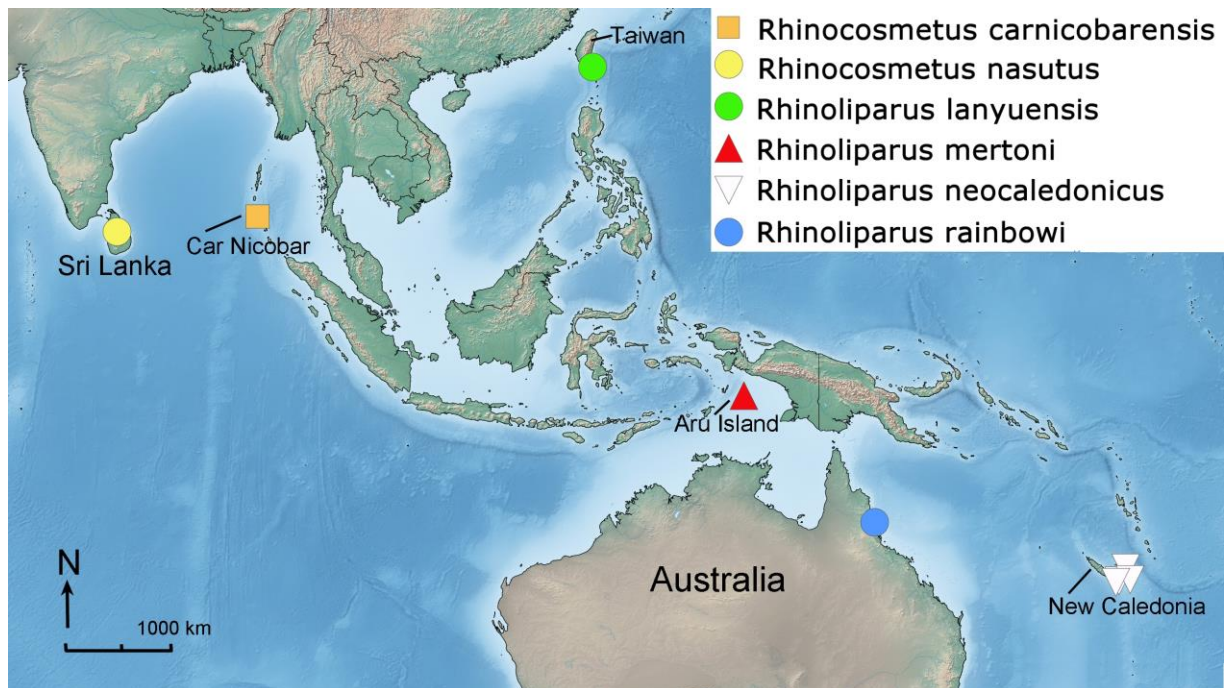 Taiwan
Rhinocosmetus carnicobarensis
Rhinocosmetus nasutus
Rhinoliparus lanyuensis
Rhinoliparus mertoni
Rhinoliparus neocaledonicus
Rhinoliparus rainbowi
Car Nicobar
Sri Lanka
Aru Island
Australia
New Caledonia
N
1000 km